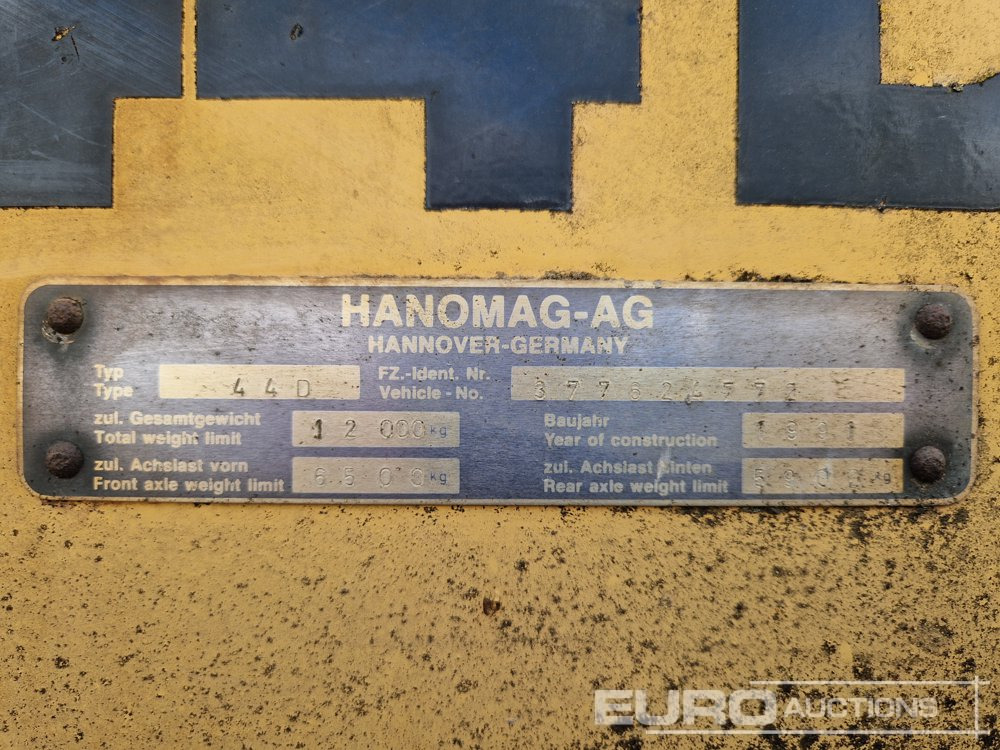 HANOMAG-AG
HANNOVER-GERMANY
Typ
Type
44D
FZ.-Ident. Nr.
Vehicle-No.
zul. Gesamtgewicht
Total weight limit
12 000 kg
Baujahr
Year of construction
1991
zul. Achslast vorn
Front axle weight limit
6500 kg
zul. Achslast hinten
Rear axle weight limit
kg
EURO AUCTIONS